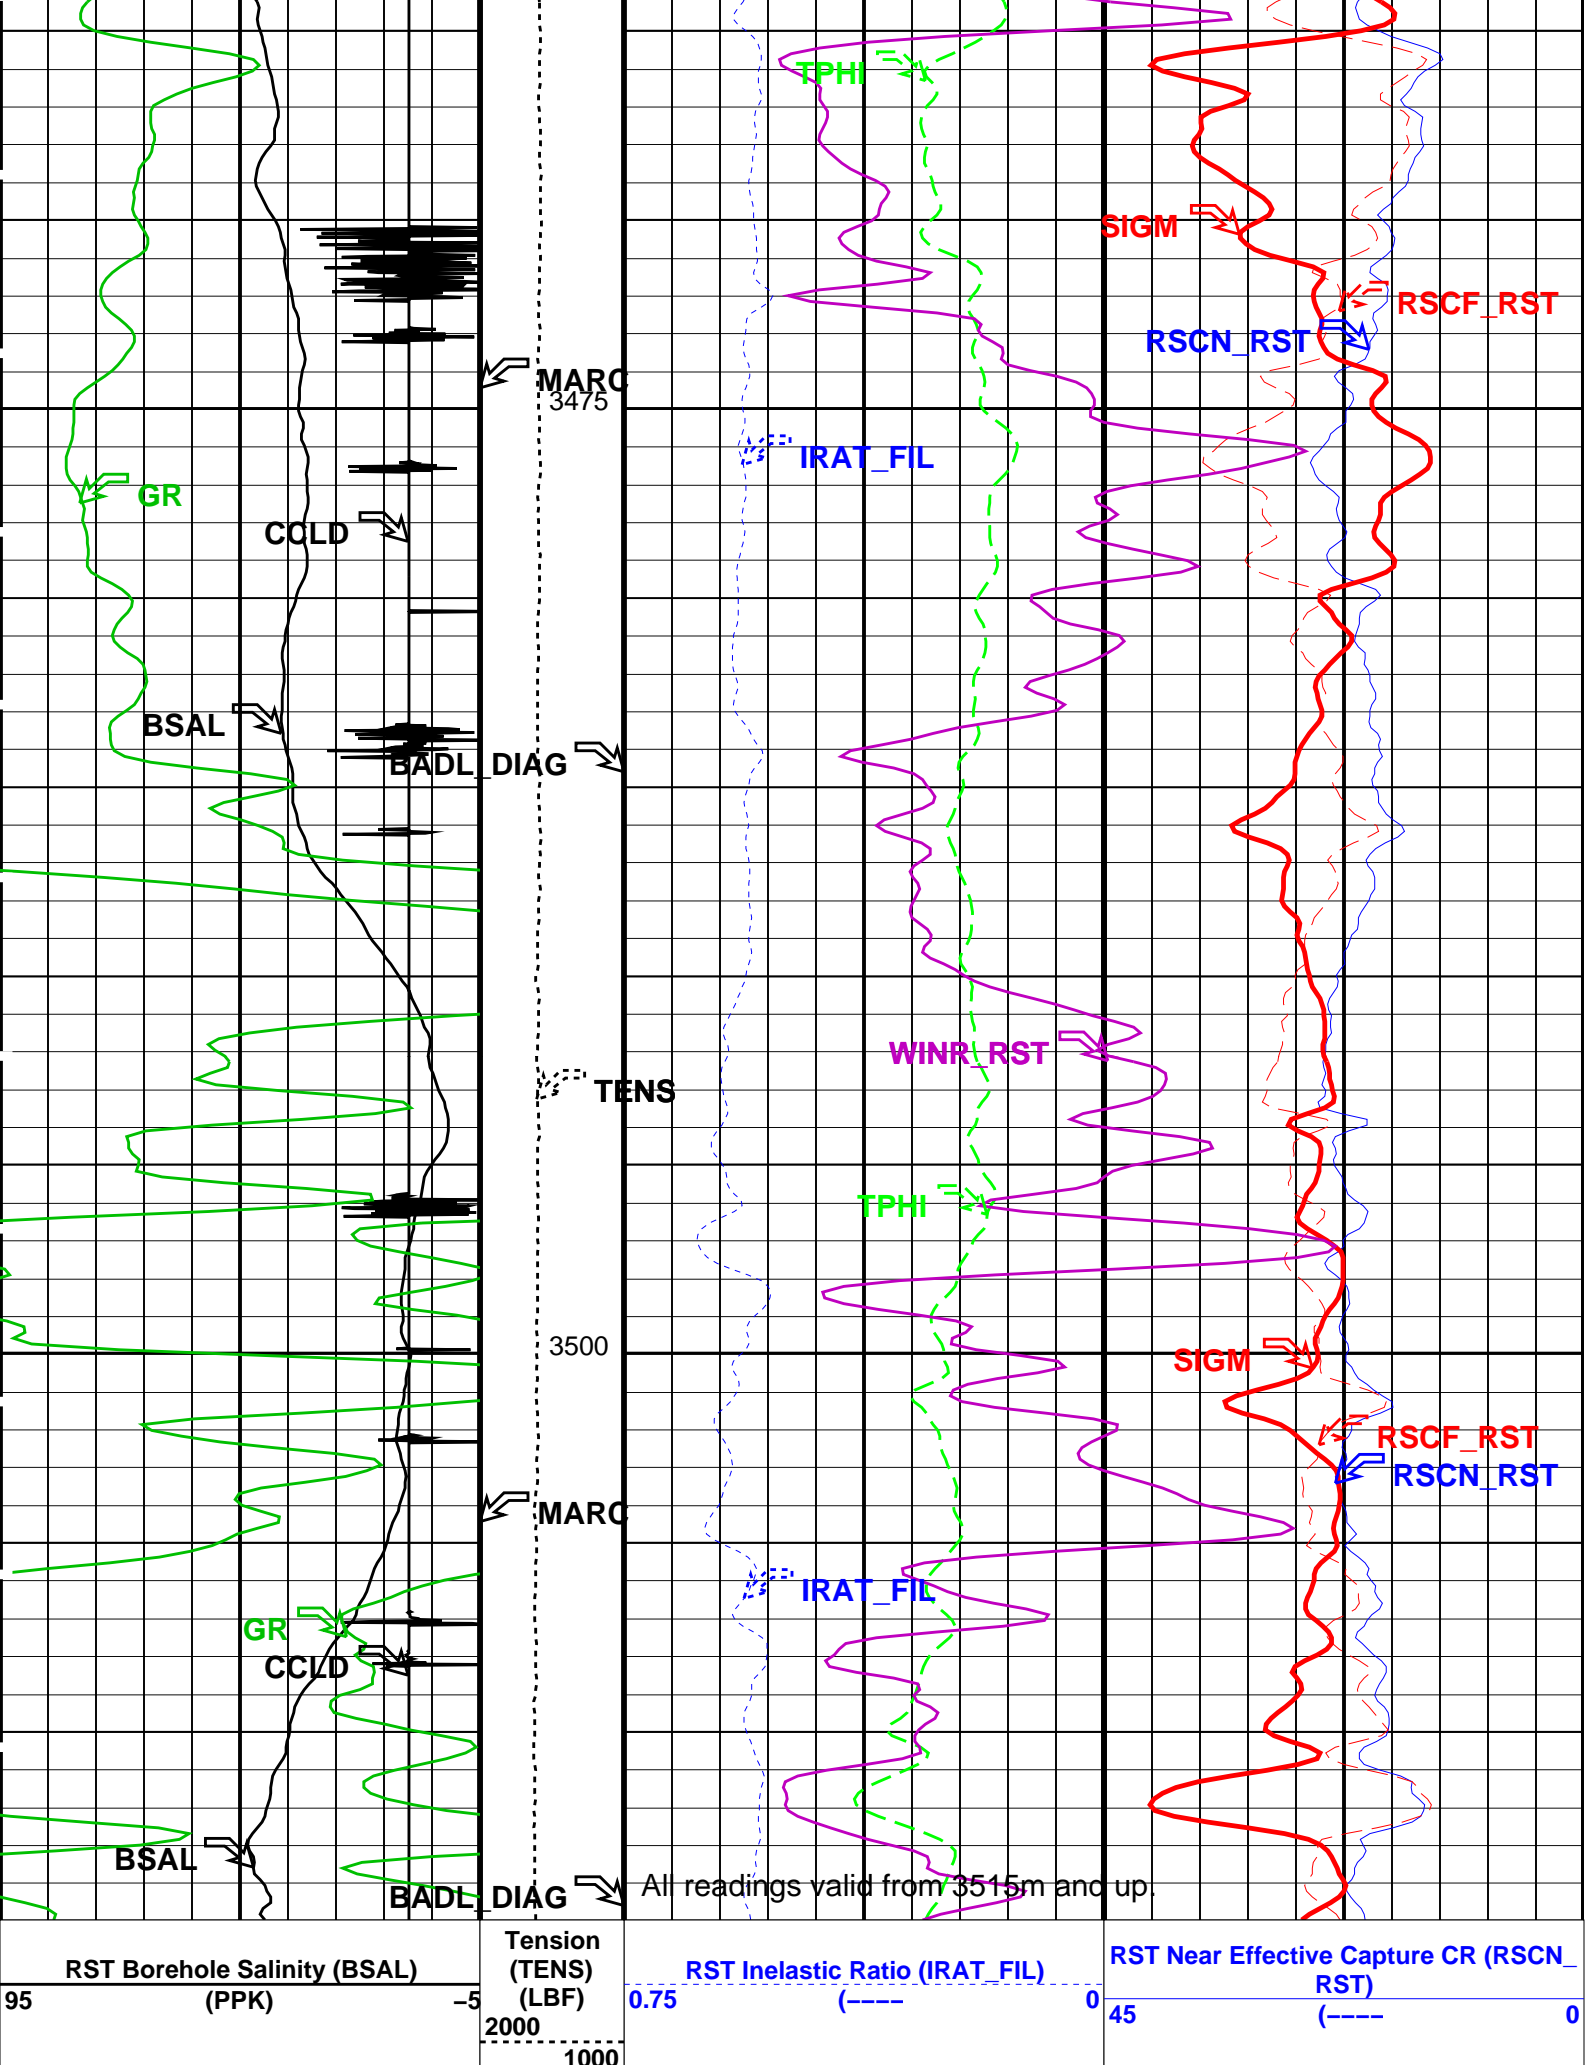 TPHI
SIGM
RSCF_RST
RSCN_RST
MARC
3475
IRAT_FIL
GR
CCLD
BSAL
BADL_DIAG
WINR_RST
TENS
TPHI
3500
SIGM
RSCF_RST
RSCN_RST
MARC
IRAT_FIL
GR
CCLD
BSAL
BADL_DIAG
All readings valid from 3515m and up.
RST Borehole Salinity (BSAL)
95 (PPK) −5
Tension
(TENS)
(LBF)
2000
1000
RST Inelastic Ratio (IRAT_FIL)
0.75 (−−−− 0
RST Near Effective Capture CR (RSCN_
RST)
45 (−−−− 0